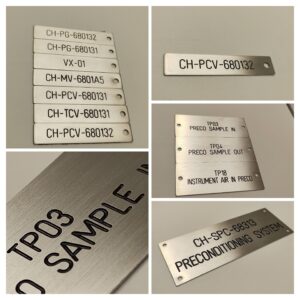 CH-PG-680132
CH-PG-680131
VX-01
CH-MV-6801A5
CH-PCV-680131
CH-TCV-680131
CH-PCV-680132
CH-PCV-680132
TP03
PRECO SAMPLE IN
TP04
PRECO SAMPLE OUT
TP18
INSTRUMENT AIR IN PRECO
TP03
O SAMPLE IN
CH-SPC-68313
PRECONDITIONING SYSTEM